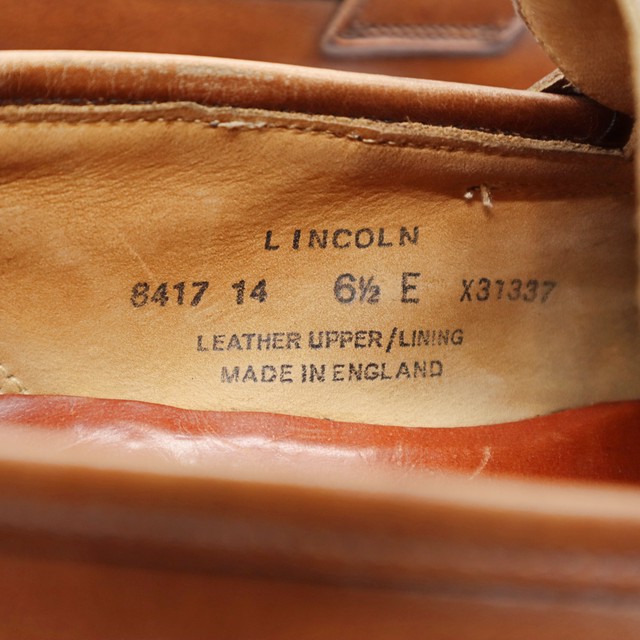 LINCOLN
8417 14 6½ E X31337
LEATHER UPPER/LINING
MADE IN ENGLAND